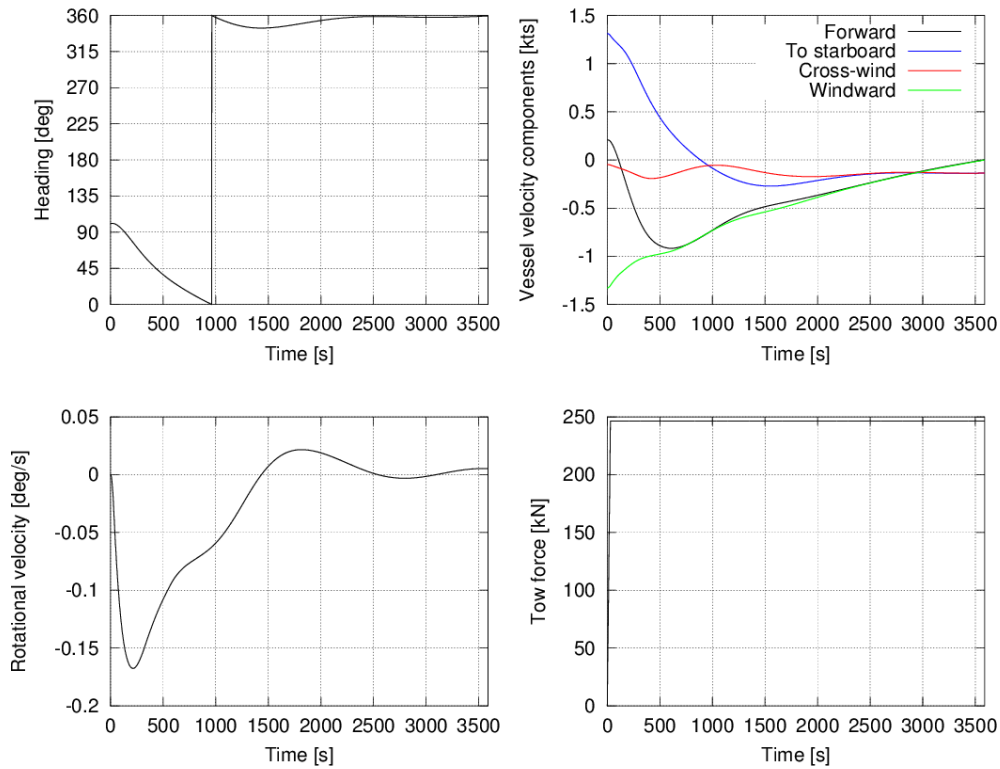 360
315
270
225
180
135
90
45
0
Heading [deg]
0 500 1000 1500 2000 2500 3000 3500
Time [s]
1.5
1
0.5
0
-0.5
-1
-1.5
Vessel velocity components [kts]
Forward
To starboard
Cross-wind
Windward
0 500 1000 1500 2000 2500 3000 3500
Time [s]
0.05
0
-0.05
-0.1
-0.15
-0.2
Rotational velocity [deg/s]
0 500 1000 1500 2000 2500 3000 3500
Time [s]
250
200
150
100
50
0
Tow force [kN]
0 500 1000 1500 2000 2500 3000 3500
Time [s]